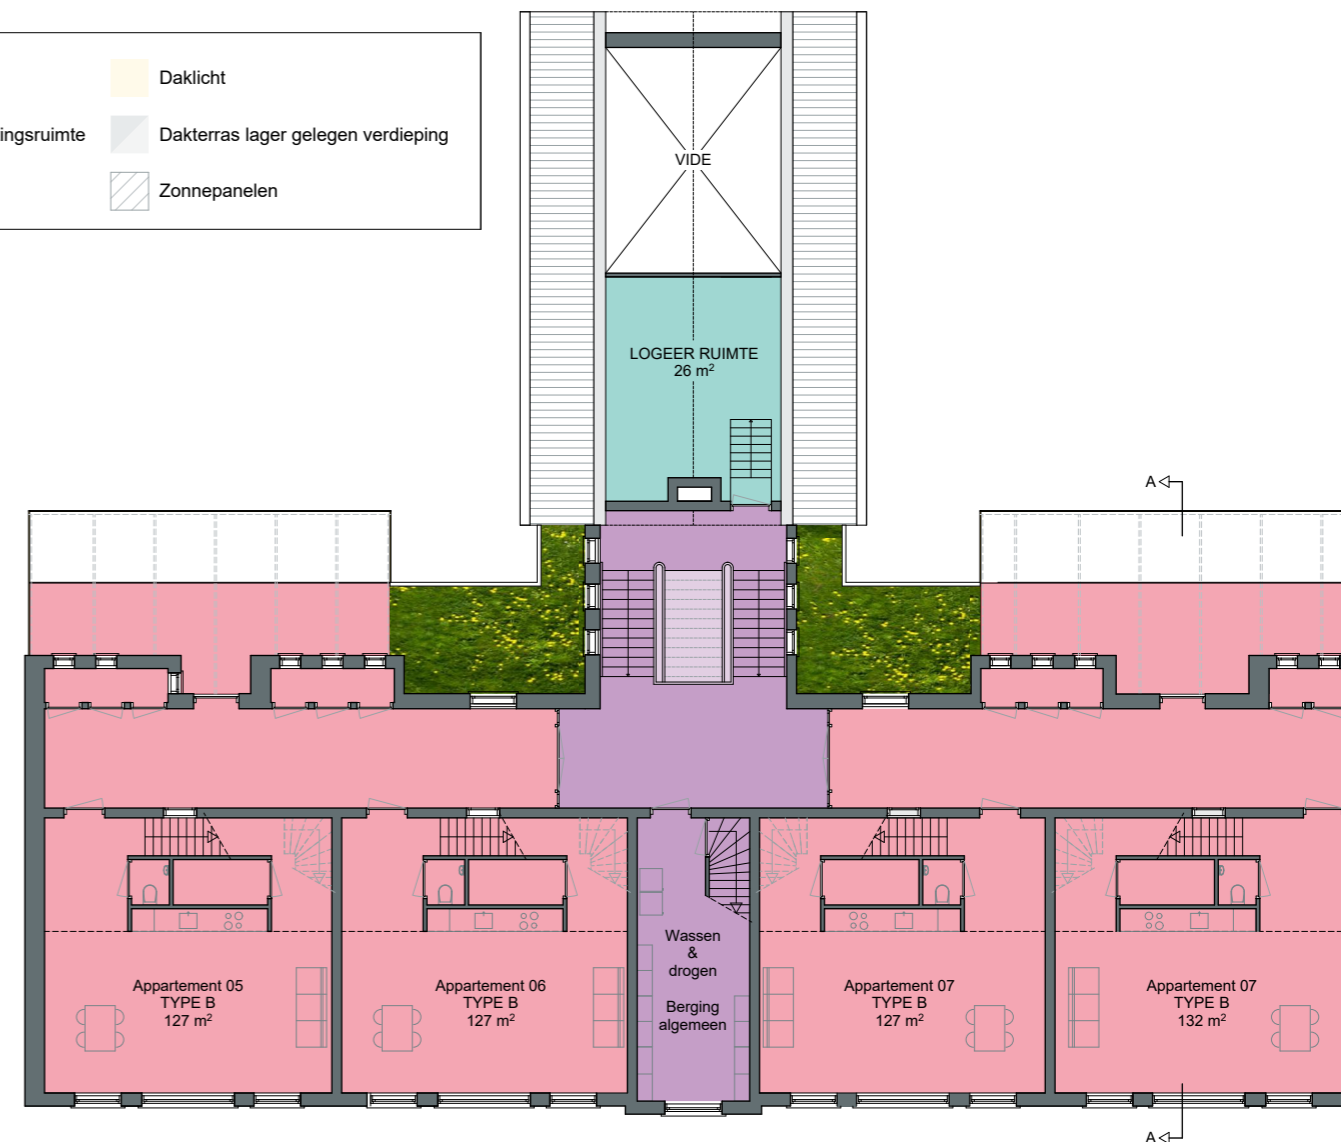 Daklicht
ingsruimte
Dakterras lager gelegen verdieping
Zonnepanelen
VIDE
LOGEER RUIMTE
26 m²
A
Wassen
&
drogen
Berging
algemeen
Appartement 05
TYPE B
127 m²
Appartement 06
TYPE B
127 m²
Appartement 07
TYPE B
127 m²
Appartement 07
TYPE B
132 m²
A